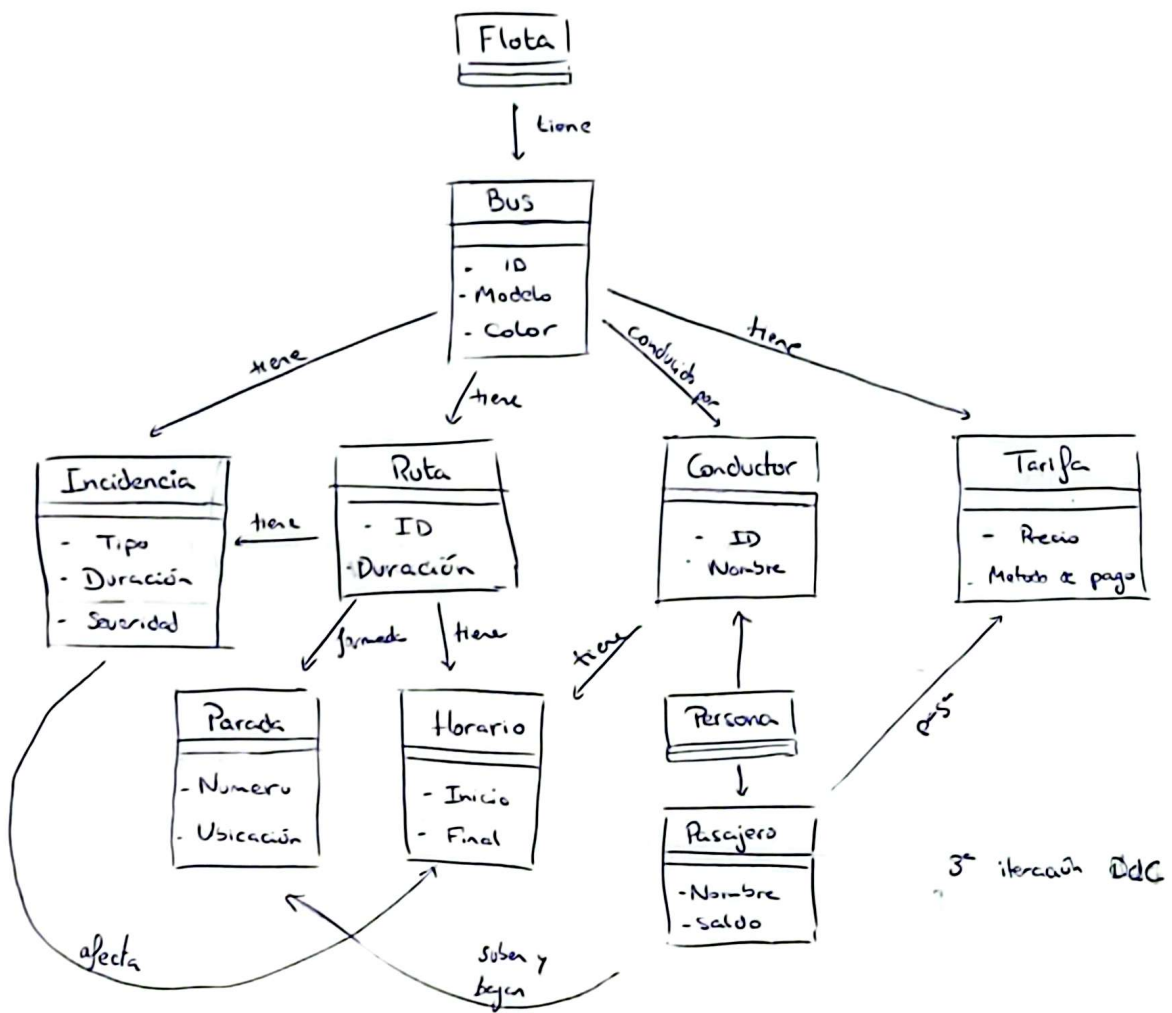 Flota
tiene
Bus
- ID
- Modelo
- Color
tiene
tiene
conducido por
tiene
Incidencia
- Tipo
- Duración
- Severidad
tiene
Ruta
- ID
- Duración
Conductor
- ID
- Nombre
Tarifa
- Precio
- Metodo de pago
formada
tiene
tiene
Parada
- Numero
- Ubicación
Horario
- Inicio
- Final
Persona
Pasajero
- Nombre
- Saldo
afecta
suben y
bajan
3ª iteración DdC